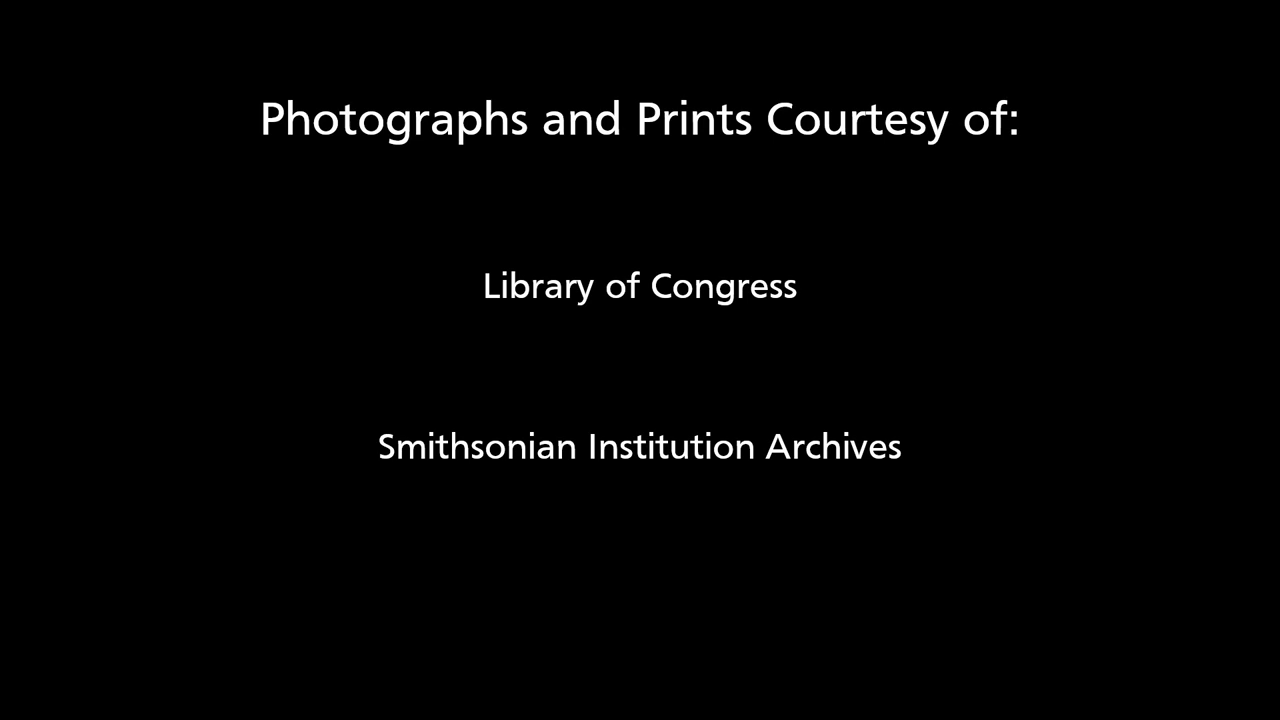 Photographs and Prints Courtesy of:
Library of Congress
Smithsonian Institution Archives